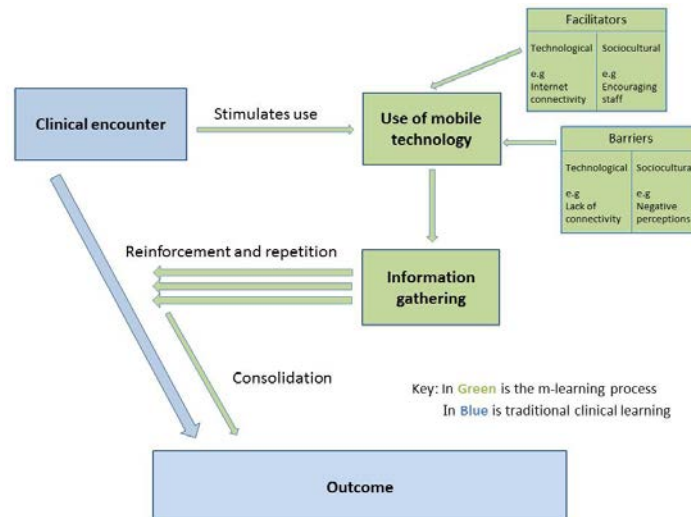 Facilitators
Technological
Sociocultural
e.g
Internet
connectivity
e.g
Encouraging
staff
Clinical encounter
Stimulates use
Use of mobile
technology
Barriers
Technological
Sociocultural
e.g
Lack of
connectivity
e.g
Negative
perceptions
Reinforcement and repetition
Information
gathering
Consolidation
Key: In Green is the m-learning process
In Blue is traditional clinical learning
Outcome